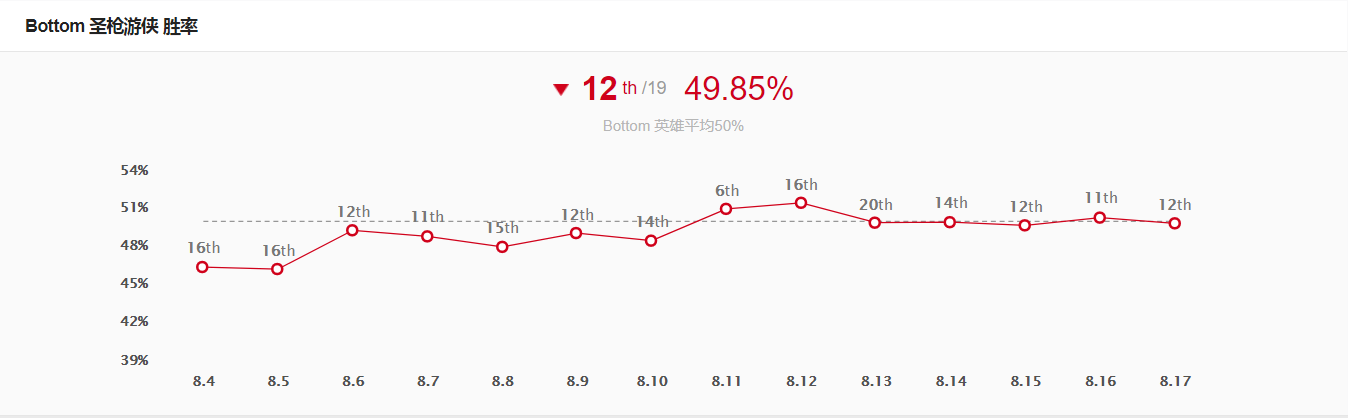 Bottom 圣枪游侠 胜率
12 th /19 49.85%
Bottom 英雄平均50%
54%
51%
48%
45%
42%
39%
16th 16th 12th 11th 15th 12th 14th 6th 16th 20th 14th 12th 11th 12th
8.4 8.5 8.6 8.7 8.8 8.9 8.10 8.11 8.12 8.13 8.14 8.15 8.16 8.17